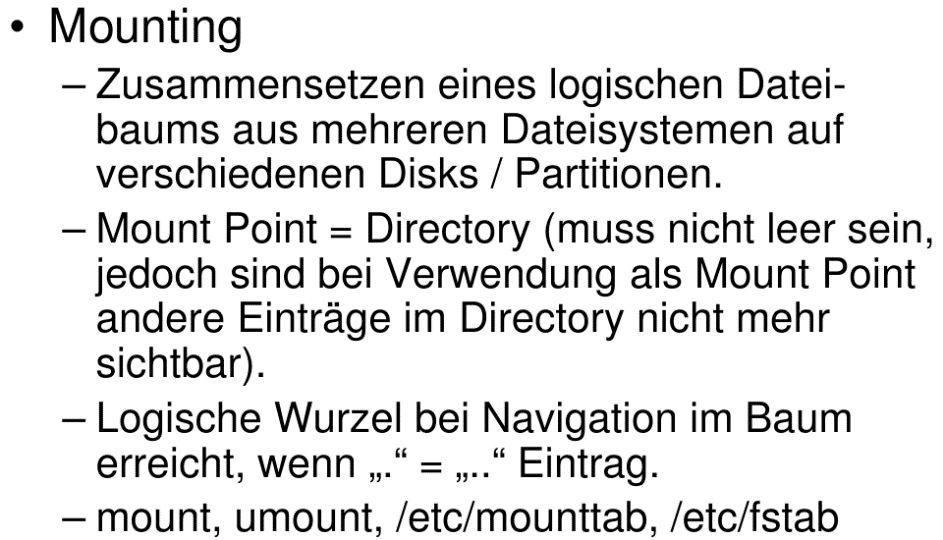 • Mounting
– Zusammensetzen eines logischen Datei-
baums aus mehreren Dateisystemen auf
verschiedenen Disks / Partitionen.
– Mount Point = Directory (muss nicht leer sein,
jedoch sind bei Verwendung als Mount Point
andere Einträge im Directory nicht mehr
sichtbar).
– Logische Wurzel bei Navigation im Baum
erreicht, wenn „.“ = „..“ Eintrag.
– mount, umount, /etc/mounttab, /etc/fstab